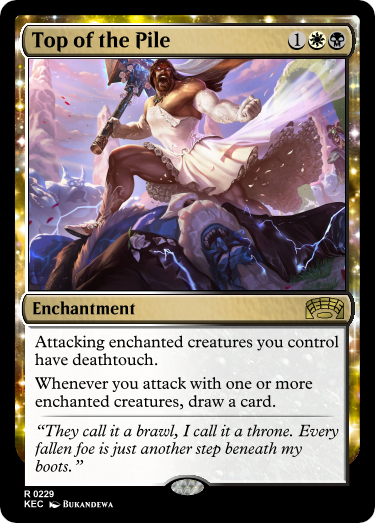 Top of the Pile
1
Enchantment
Attacking enchanted creatures you control
have deathtouch.
Whenever you attack with one or more
enchanted creatures, draw a card.
“They call it a brawl, I call it a throne. Every
fallen foe is just another step beneath my
boots.”
R 0229
KEC Bukandewa